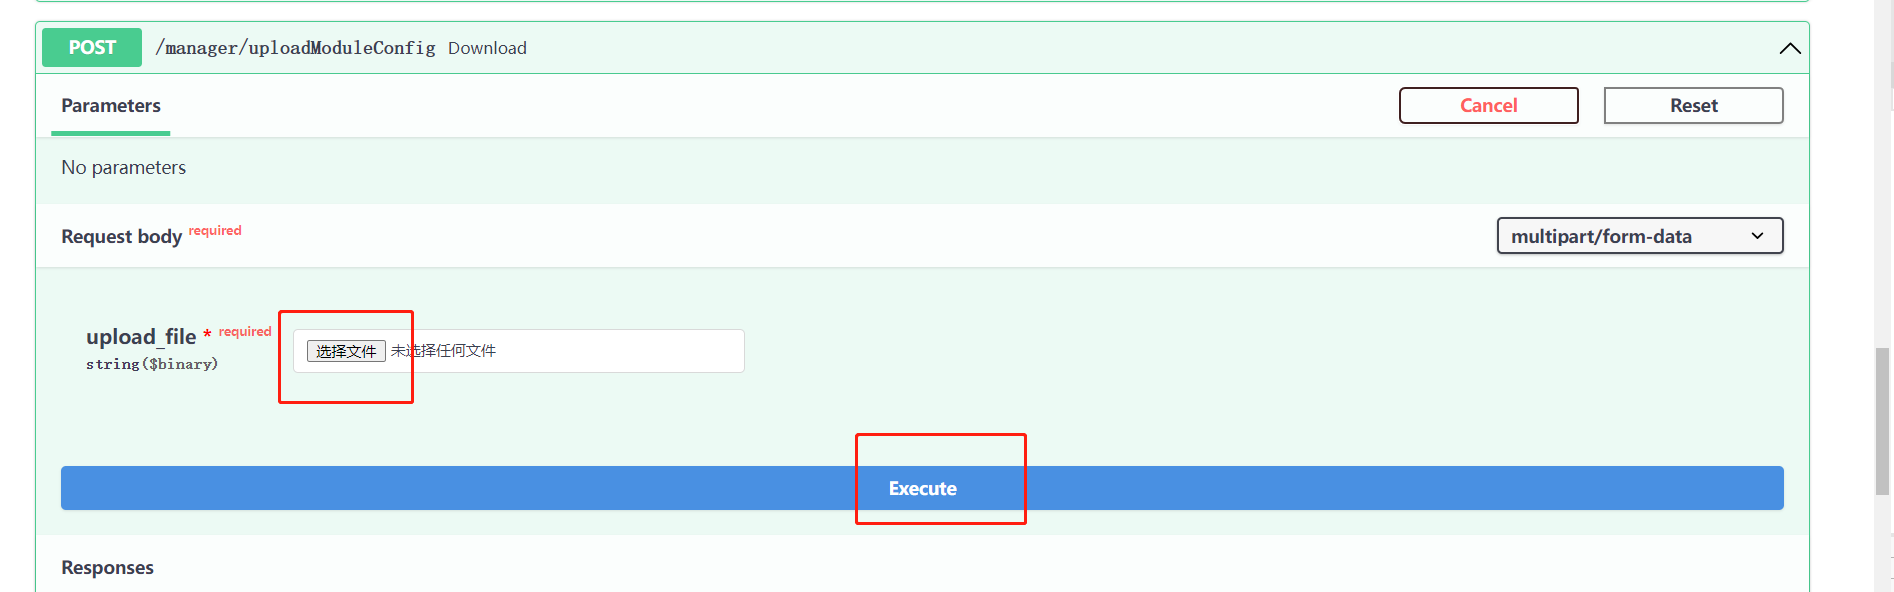 POST /manager/uploadModuleConfig Download
Parameters Cancel Reset
No parameters
Request body required multipart/form-data
upload_file * required
string($binary) 选择文件 未选择任何文件
Execute
Responses